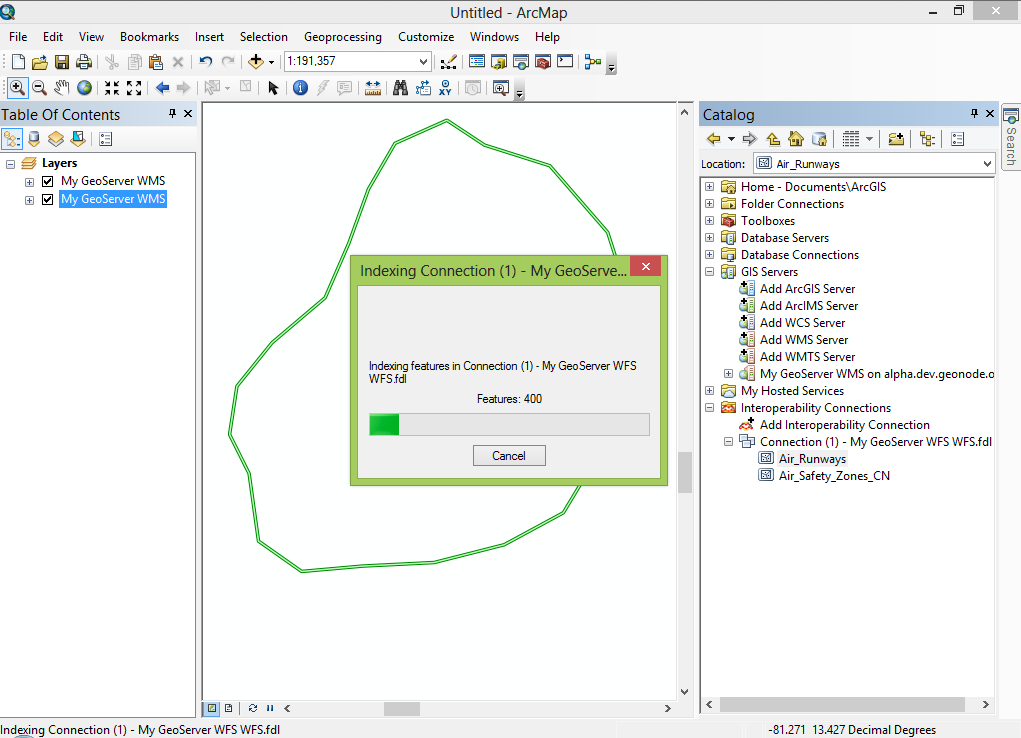 Untitled - ArcMap
File Edit View Bookmarks Insert Selection Geoprocessing Customize Windows Help
1:191,357
XY
Table Of Contents
Layers
My GeoServer WMS
My GeoServer WMS
Indexing Connection (1) - My GeoServe...
Indexing features in Connection (1) - My GeoServer WFS
WFS.fdl
Features: 400
Cancel
Catalog
Location: Air_Runways
Home - Documents\ArcGIS
Folder Connections
Toolboxes
Database Servers
Database Connections
GIS Servers
Add ArcGIS Server
Add ArcIMS Server
Add WCS Server
Add WMS Server
Add WMTS Server
My GeoServer WMS on alpha.dev.geonode.o
My Hosted Services
Interoperability Connections
Add Interoperability Connection
Connection (1) - My GeoServer WFS WFS.fdl
Air_Runways
Air_Safety_Zones_CN
Search
Indexing Connection (1) - My GeoServer WFS WFS.fdl
-81.271 13.427 Decimal Degrees